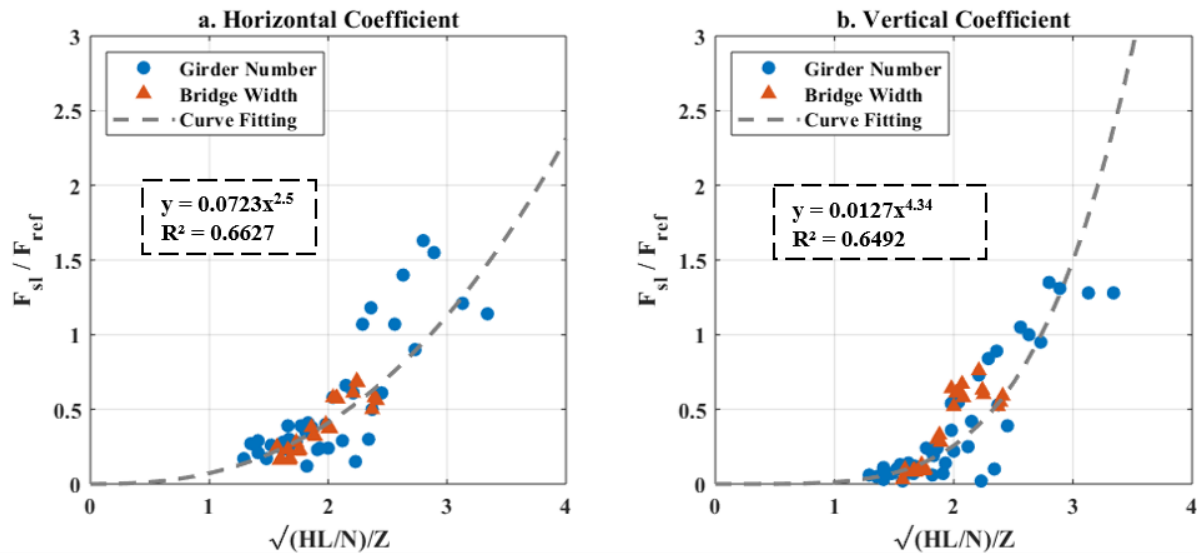 a. Horizontal Coefficient
3
2.5
2
1.5
1
0.5
0
F_sl / F_ref
Girder Number
Bridge Width
Curve Fitting
y = 0.0723x^2.5
R² = 0.6627
0 1 2 3 4
√(HL/N)/Z
b. Vertical Coefficient
3
2.5
2
1.5
1
0.5
0
F_sl / F_ref
Girder Number
Bridge Width
Curve Fitting
y = 0.0127x^4.34
R² = 0.6492
0 1 2 3 4
√(HL/N)/Z